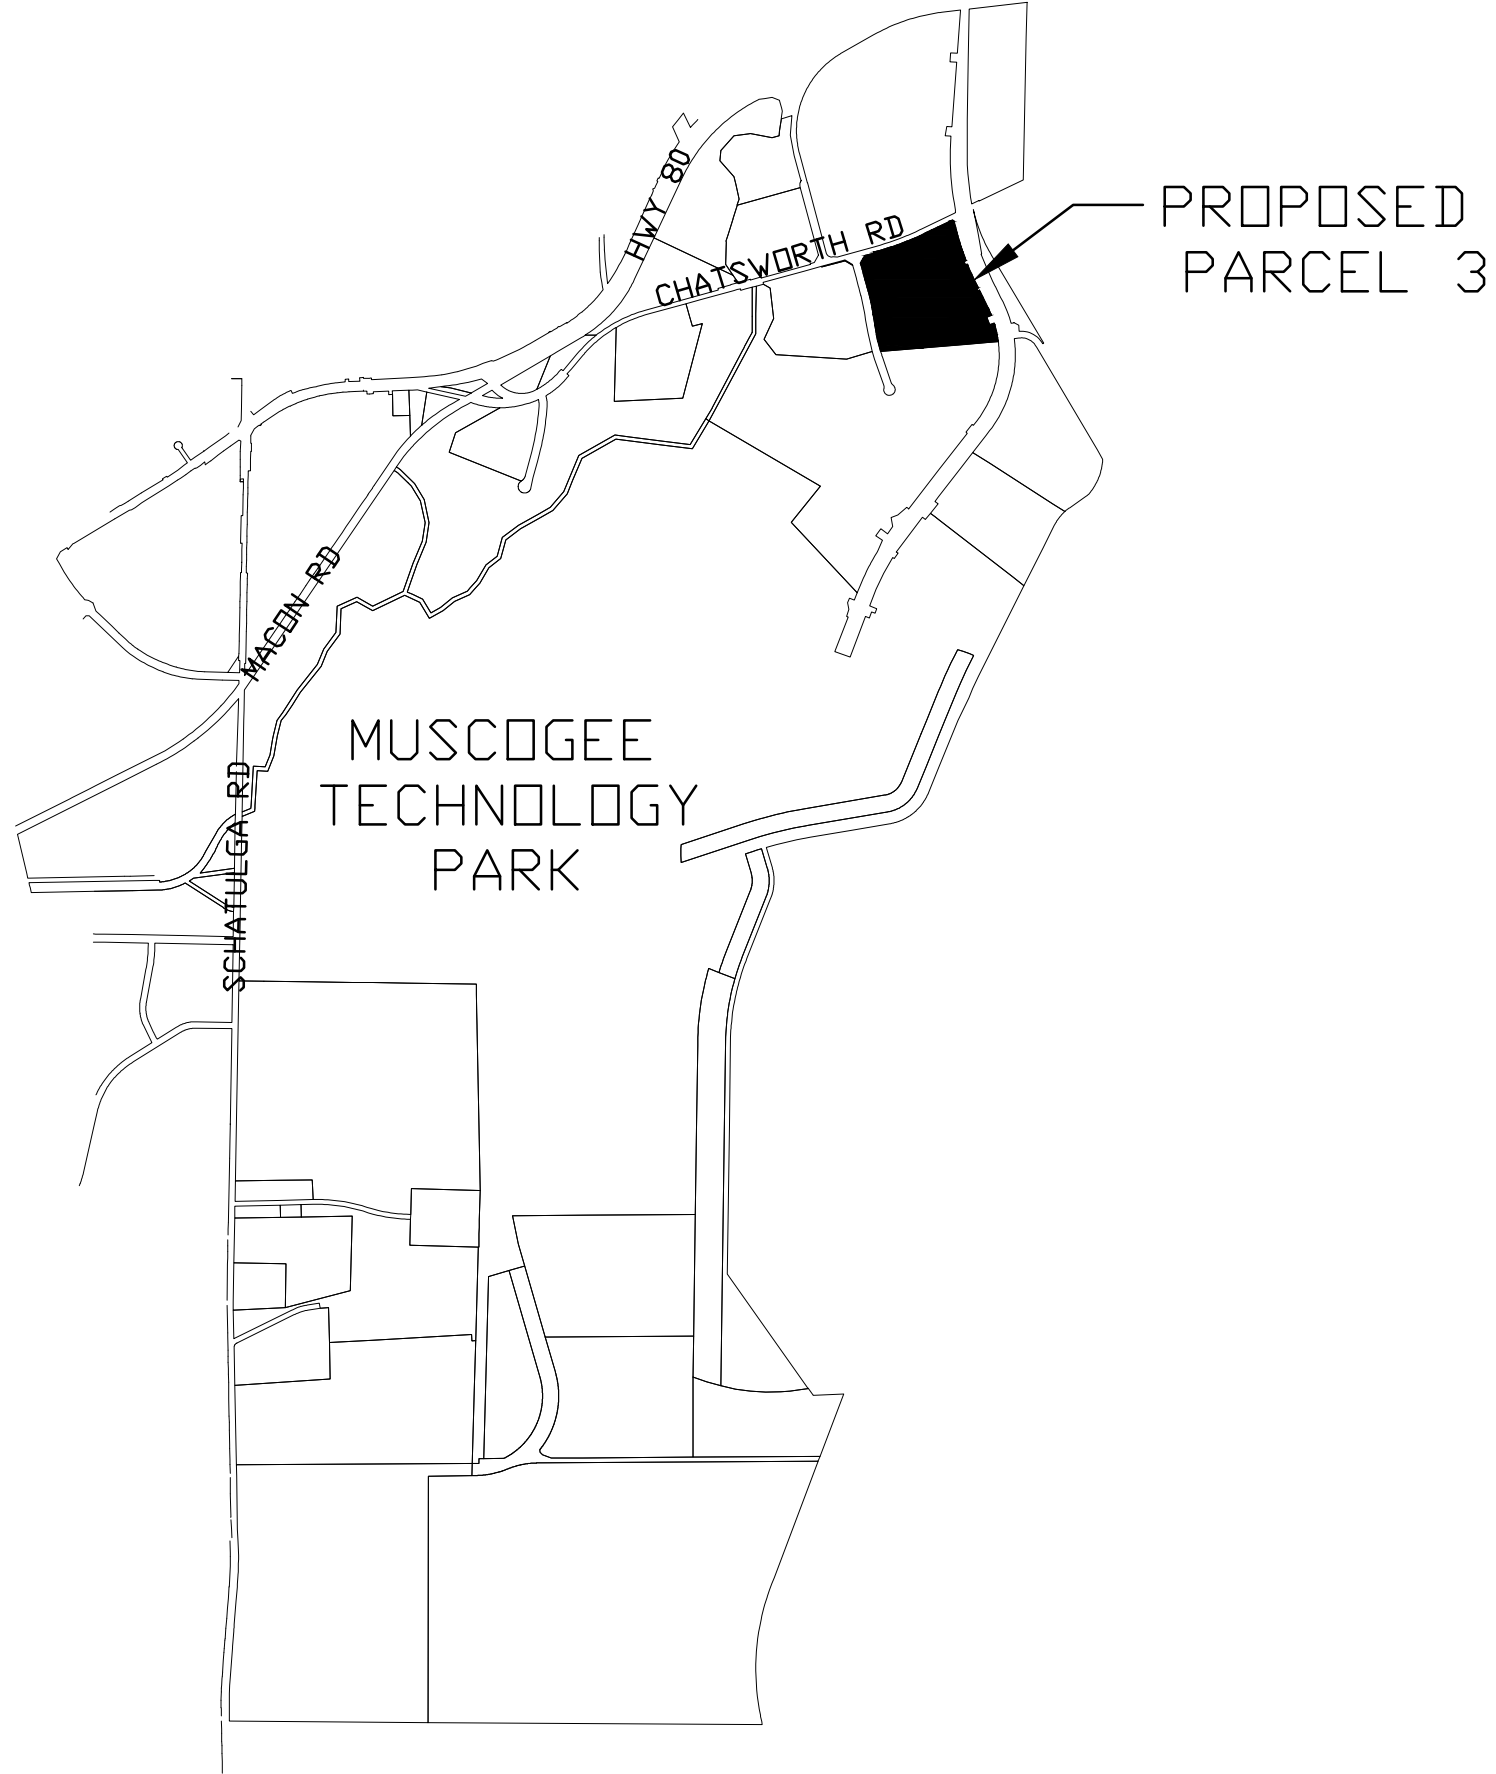 HWY 80
CHATSWORTH RD
PROPOSED
PARCEL 3
MACON RD
MUSCOGEE
TECHNOLOGY
PARK
SCHATULGA RD